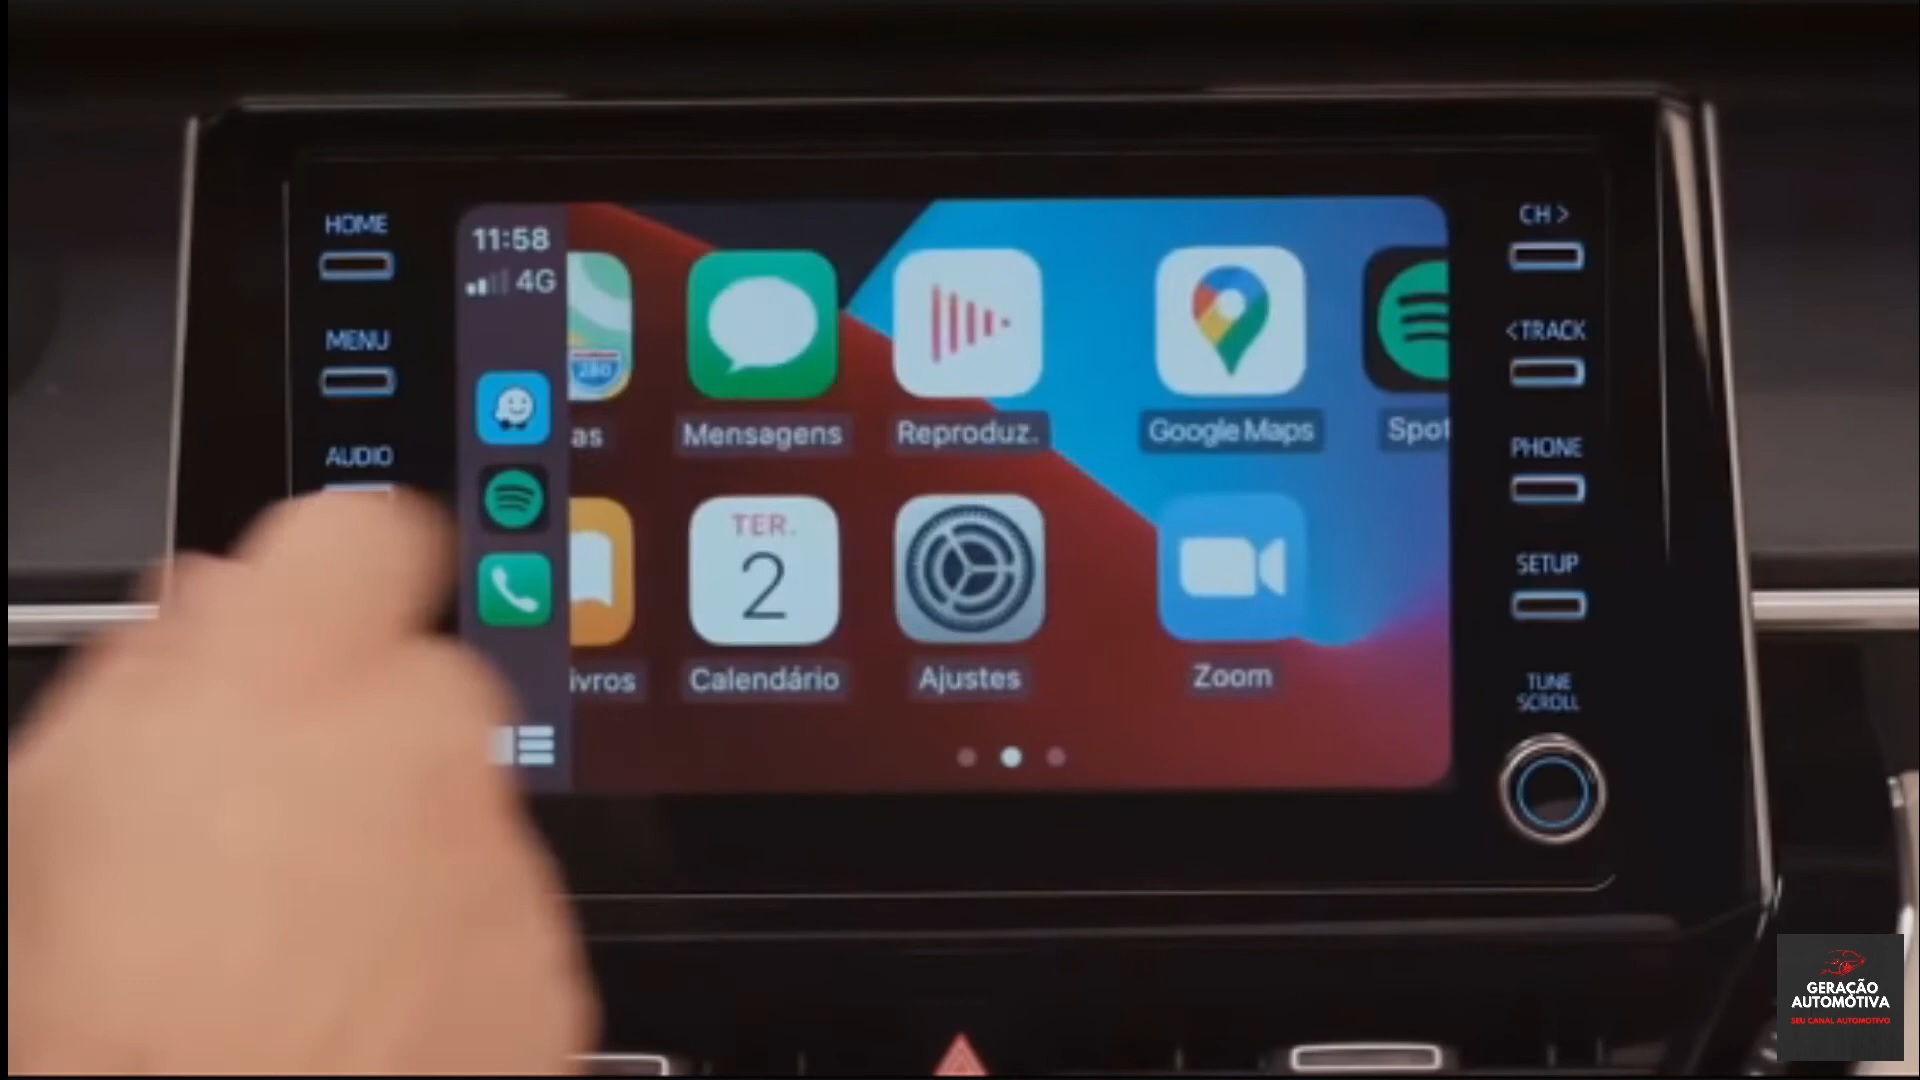 HOME
MENU
AUDIO
11:58
4G
280
as
Mensagens
Reproduz.
Google Maps
Spot
TER.
2
ivros
Calendário
Ajustes
Zoom
CH >
<TRACK
PHONE
SETUP
TUNE
SCROLL
GERAÇÃO
AUTOMOTIVA
SEU CANAL AUTOMOTIVO